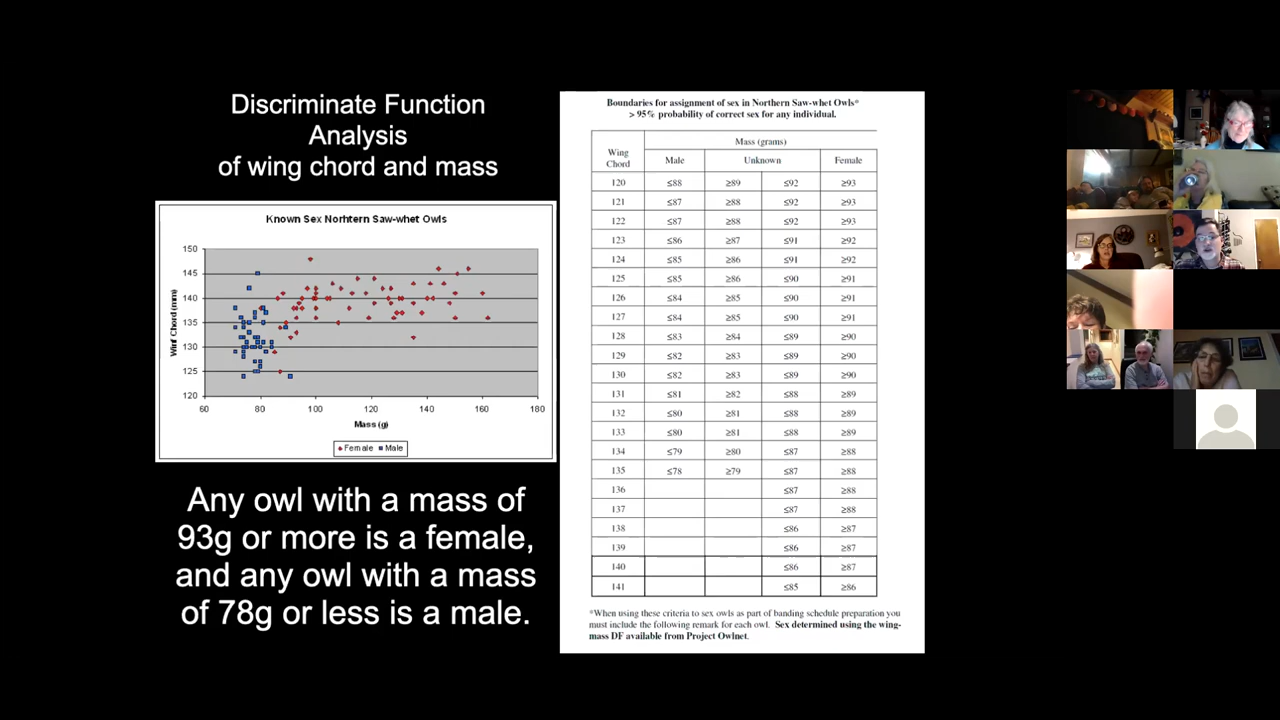 Discriminate Function
Analysis
of wing chord and mass
Known Sex Norhtern Saw-whet Owls
150
145
140
135
130
125
120
60 80 100 120 140 160 180
Mass (g)
Female Male
Any owl with a mass of
93g or more is a female,
and any owl with a mass
of 78g or less is a male.
Boundaries for assignment of sex in Northern Saw-whet Owls*
> 95% probability of correct sex for any individual.
Wing Chord Mass (grams)
Male Unknown Female
120 ≤88 ≥89 ≤92 ≥93
121 ≤87 ≥88 ≤92 ≥93
122 ≤87 ≥88 ≤92 ≥93
123 ≤86 ≥87 ≤91 ≥92
124 ≤85 ≥86 ≤91 ≥92
125 ≤85 ≥86 ≤90 ≥91
126 ≤84 ≥85 ≤90 ≥91
127 ≤84 ≥85 ≤90 ≥91
128 ≤83 ≥84 ≤89 ≥90
129 ≤82 ≥83 ≤89 ≥90
130 ≤82 ≥83 ≤89 ≥90
131 ≤81 ≥82 ≤88 ≥89
132 ≤80 ≥81 ≤88 ≥89
133 ≤80 ≥81 ≤88 ≥89
134 ≤79 ≥80 ≤87 ≥88
135 ≤78 ≥79 ≤87 ≥88
136 ≤87 ≥88
137 ≤87 ≥88
138 ≤86 ≥87
139 ≤86 ≥87
140 ≤86 ≥87
141 ≤85 ≥86
*When using these criteria to sex owls as part of banding schedule preparation you
must include the following remark for each owl. Sex determined using the wing-
mass DF available from Project Owlnet.